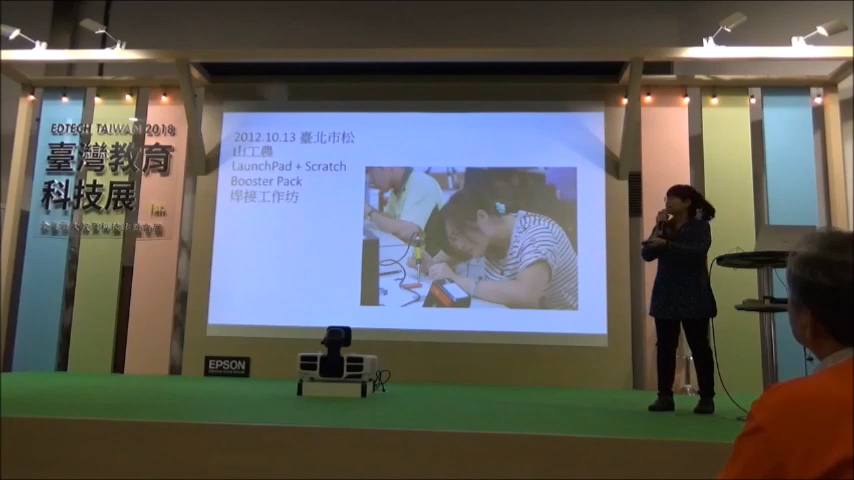 EDTECH TAIWAN 2018
臺灣教育
科技展
2012.10.13 臺北市松
山工農
LaunchPad + Scratch
Booster Pack
焊接工作坊
EPSON